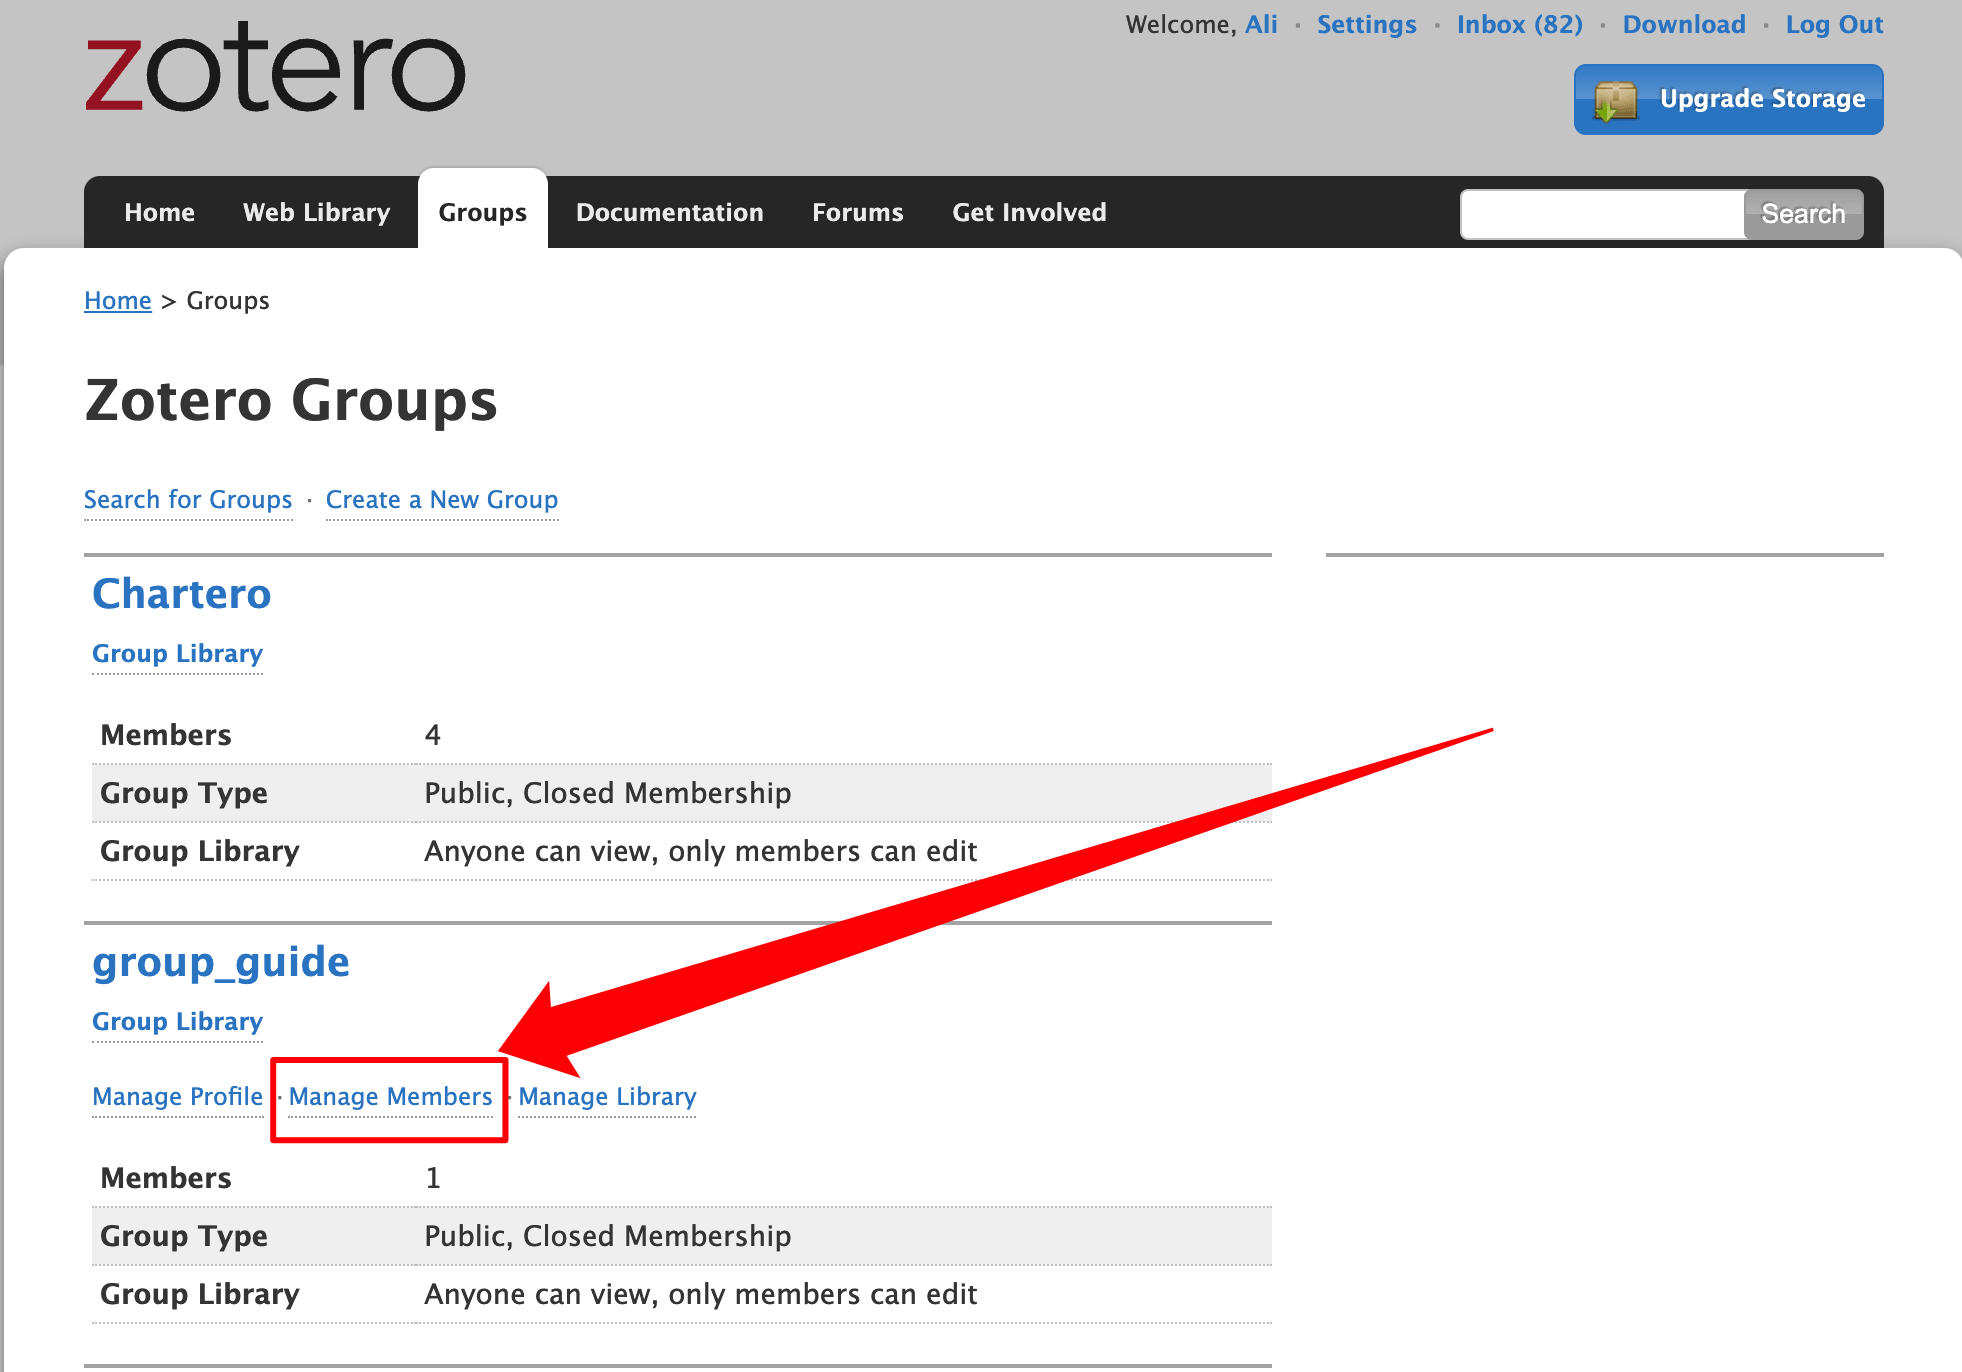 zotero
Welcome, Ali · Settings · Inbox (82) · Download · Log Out
Upgrade Storage
Home Web Library Groups Documentation Forums Get Involved Search
Home > Groups
Zotero Groups
Search for Groups · Create a New Group
Chartero
Group Library
Members 4
Group Type Public, Closed Membership
Group Library Anyone can view, only members can edit
group_guide
Group Library
Manage Profile · Manage Members · Manage Library
Members 1
Group Type Public, Closed Membership
Group Library Anyone can view, only members can edit